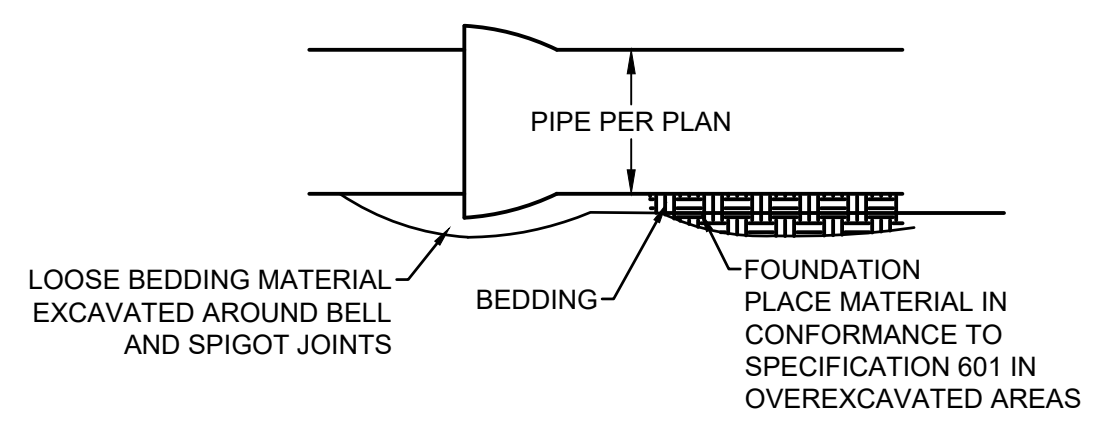 PIPE PER PLAN
LOOSE BEDDING MATERIAL
EXCAVATED AROUND BELL
AND SPIGOT JOINTS
BEDDING
FOUNDATION
PLACE MATERIAL IN
CONFORMANCE TO
SPECIFICATION 601 IN
OVEREXCAVATED AREAS